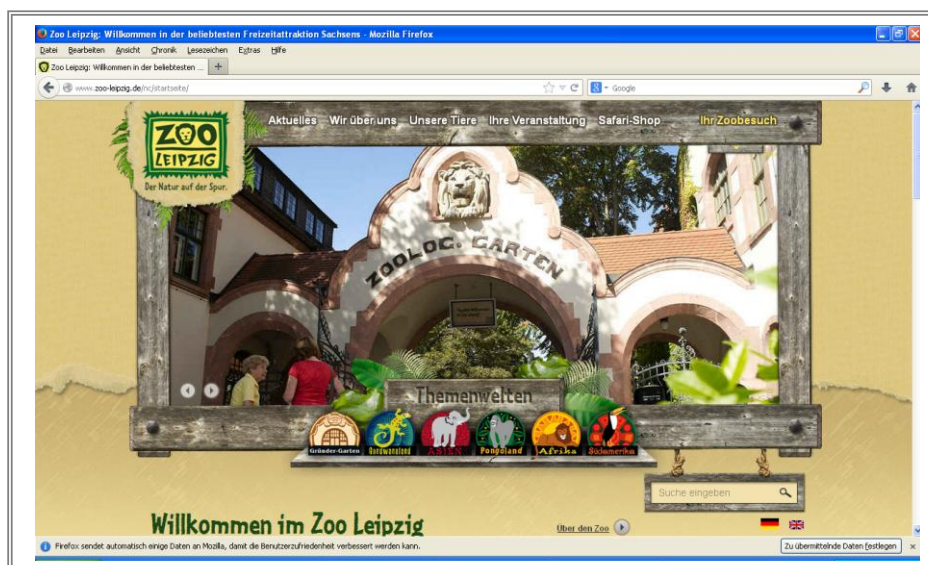 Zoo Leipzig: Willkommen in der beliebtesten Freizeitattraktion Sachsens - Mozilla Firefox
Datei Bearbeiten Ansicht Chronik Lesezeichen Extras Hilfe
Zoo Leipzig: Willkommen in der beliebtesten ...
www.zoo-leipzig.de/nc/startseite/
Google
ZOO
LEIPZIG
Der Natur auf der Spur.
Aktuelles Wir über uns Unsere Tiere Ihre Veranstaltung Safari-Shop Ihr Zoobesuch
ZOOLOG. GARTEN
Themenwelten
Gründer-Garten Gondwanaland ASIEN Pongoland Afrika Südamerika
Suche eingeben
Willkommen im Zoo Leipzig
Über den Zoo
Firefox sendet automatisch einige Daten an Mozilla, damit die Benutzerzufriedenheit verbessert werden kann.
Zu übermittelnde Daten festlegen